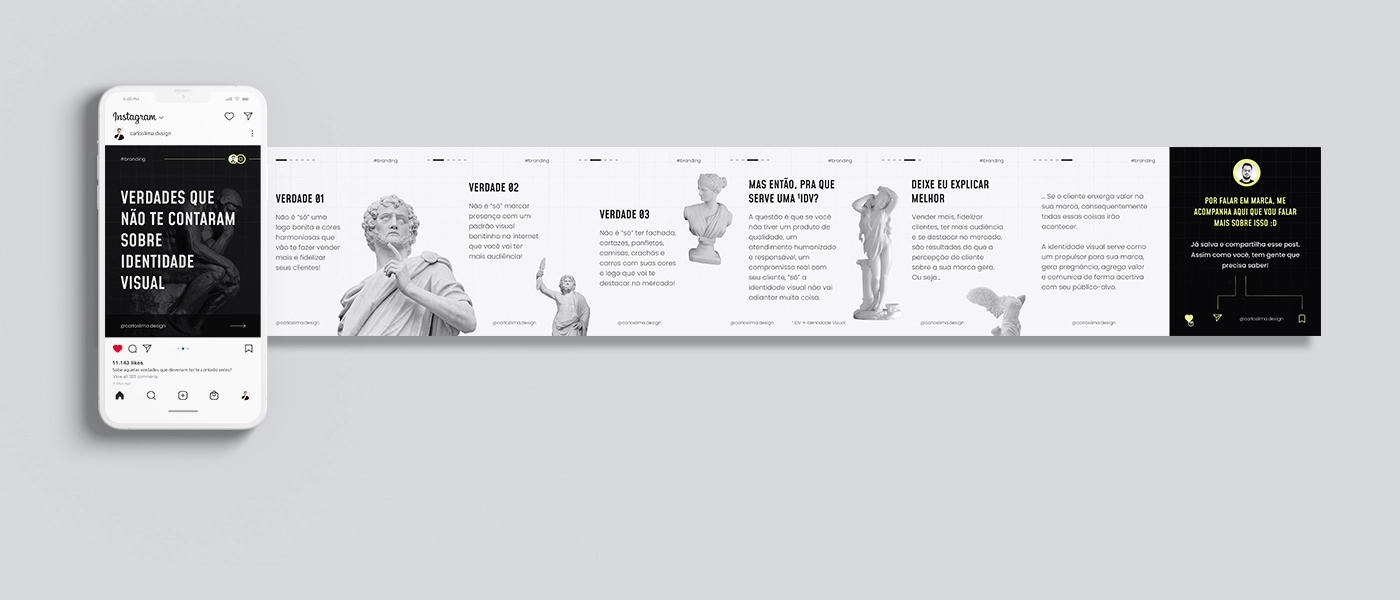 5:48 PM
Instagram
carloslima.design
#branding
VERDADES QUE
NÃO TE CONTARAM
SOBRE
IDENTIDADE
VISUAL
@carloslima.design
11.143 likes
Sabe aquelas verdades que deveriam ter te contado antes?
#branding
VERDADE 01
Não é "só" uma
logo bonita e cores
harmoniosas que
vão te fazer vender
mais e fidelizar
seus clientes!
@carloslima.design
#branding
VERDADE 02
Não é "só" marcar
presença com um
padrão visual
bonitinho na internet
que você vai ter
mais audiência!
@carloslima.design
#branding
VERDADE 03
Não é "só" ter fachada,
cartazes, panfletos,
camisas, crachás e
carros com suas cores
e logo que vai te
destacar no mercado!
@carloslima.design
#branding
MAS ENTÃO, PRA QUE
SERVE UMA ¹IDV?
A questão é que se você
não tiver um produto de
qualidade, um
atendimento humanizado
e responsável, um
compromisso real com
seu cliente, "só" a
identidade visual não vai
adiantar muita coisa.
@carloslima.design
¹IDV = Identidade Visual
#branding
DEIXE EU EXPLICAR
MELHOR
Vender mais, fidelizar
clientes, ter mais audiência
e se destacar no mercado,
são resultados do que a
percepção do cliente
sobre a sua marca gera.
Ou seja...
@carloslima.design
#branding
... Se o cliente enxerga valor na
sua marca, consequentemente
todas essas coisas irão
acontecer.
A identidade visual serve como
um propulsor para sua marca,
gera pregnância, agrega valor
e comunica de forma acertiva
com seu público-alvo.
@carloslima.design
POR FALAR EM MARCA, ME
ACOMPANHA AQUI QUE VOU FALAR
MAIS SOBRE ISSO :D
Já salva e compartilha esse post.
Assim como você, tem gente que
precisa saber!
@carloslima.design